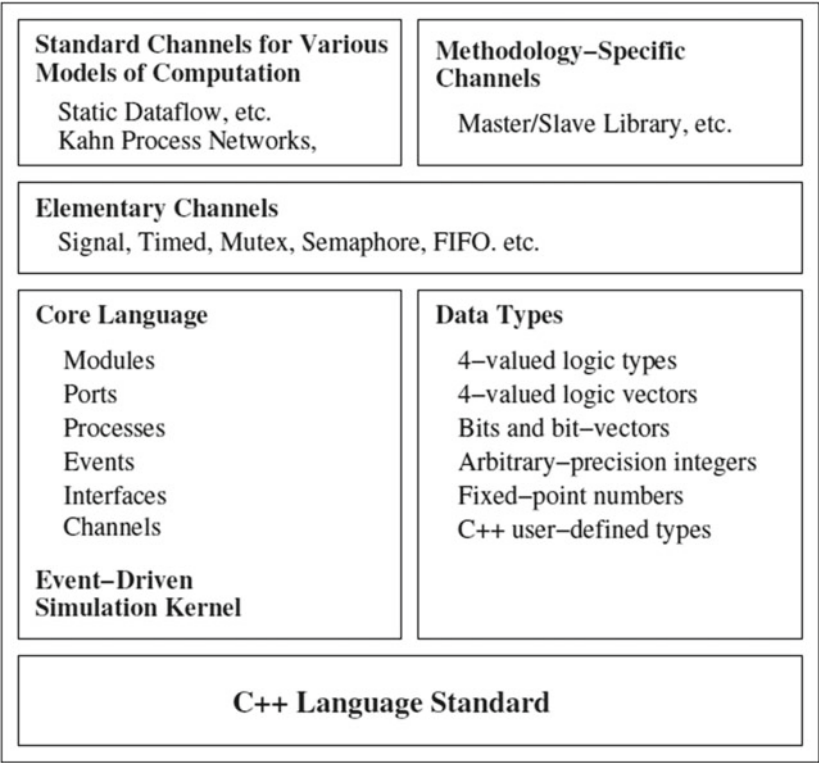 Standard Channels for Various
Models of Computation
Static Dataflow, etc.
Kahn Process Networks,
Methodology–Specific
Channels
Master/Slave Library, etc.
Elementary Channels
Signal, Timed, Mutex, Semaphore, FIFO. etc.
Core Language
Modules
Ports
Processes
Events
Interfaces
Channels
Event–Driven
Simulation Kernel
Data Types
4–valued logic types
4–valued logic vectors
Bits and bit–vectors
Arbitrary–precision integers
Fixed–point numbers
C++ user–defined types
C++ Language Standard